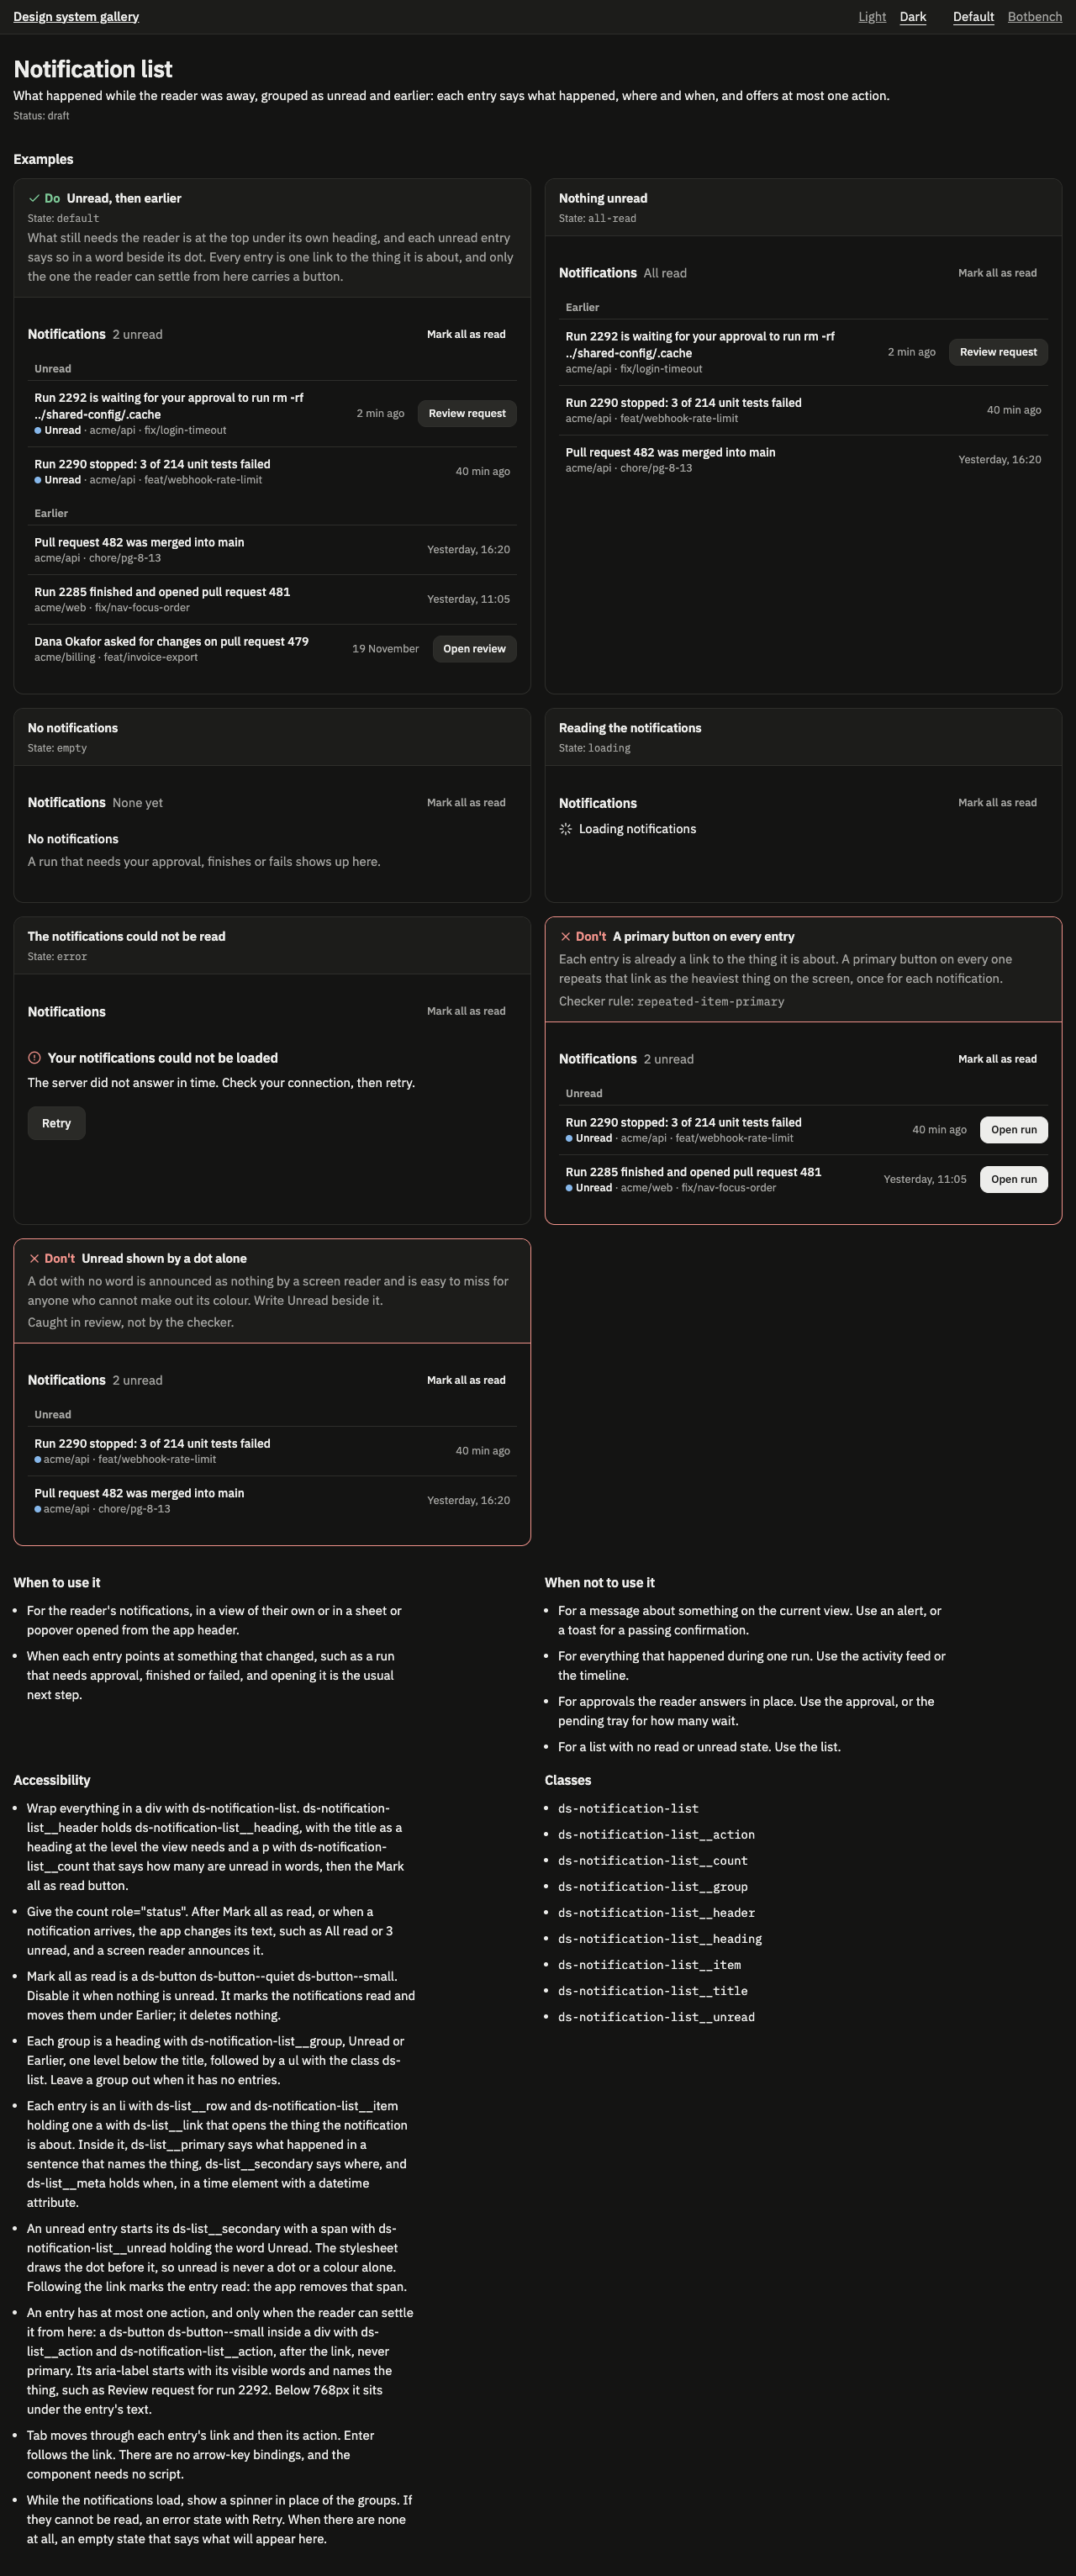 Design system gallery
Light Dark Default Botbench
Notification list
What happened while the reader was away, grouped as unread and earlier: each entry says what happened, where and when, and offers at most one action.
Status: draft
Examples
Do Unread, then earlier
State: default
What still needs the reader is at the top under its own heading, and each unread entry
says so in a word beside its dot. Every entry is one link to the thing it is about, and only
the one the reader can settle from here carries a button.
Notifications 2 unread Mark all as read
Unread
Run 2292 is waiting for your approval to run rm -rf
../shared-config/.cache
Unread · acme/api · fix/login-timeout
2 min ago Review request
Run 2290 stopped: 3 of 214 unit tests failed
Unread · acme/api · feat/webhook-rate-limit
40 min ago
Earlier
Pull request 482 was merged into main
acme/api · chore/pg-8-13
Yesterday, 16:20
Run 2285 finished and opened pull request 481
acme/web · fix/nav-focus-order
Yesterday, 11:05
Dana Okafor asked for changes on pull request 479
acme/billing · feat/invoice-export
19 November Open review
Nothing unread
State: all-read
Notifications All read Mark all as read
Earlier
Run 2292 is waiting for your approval to run rm -rf
../shared-config/.cache
acme/api · fix/login-timeout
2 min ago Review request
Run 2290 stopped: 3 of 214 unit tests failed
acme/api · feat/webhook-rate-limit
40 min ago
Pull request 482 was merged into main
acme/api · chore/pg-8-13
Yesterday, 16:20
No notifications
State: empty
Notifications None yet Mark all as read
No notifications
A run that needs your approval, finishes or fails shows up here.
Reading the notifications
State: loading
Notifications Mark all as read
Loading notifications
The notifications could not be read
State: error
Notifications Mark all as read
Your notifications could not be loaded
The server did not answer in time. Check your connection, then retry.
Retry
Don't A primary button on every entry
Each entry is already a link to the thing it is about. A primary button on every one
repeats that link as the heaviest thing on the screen, once for each notification.
Checker rule: repeated-item-primary
Notifications 2 unread Mark all as read
Unread
Run 2290 stopped: 3 of 214 unit tests failed
Unread · acme/api · feat/webhook-rate-limit
40 min ago Open run
Run 2285 finished and opened pull request 481
Unread · acme/web · fix/nav-focus-order
Yesterday, 11:05 Open run
Don't Unread shown by a dot alone
A dot with no word is announced as nothing by a screen reader and is easy to miss for
anyone who cannot make out its colour. Write Unread beside it.
Caught in review, not by the checker.
Notifications 2 unread Mark all as read
Unread
Run 2290 stopped: 3 of 214 unit tests failed
acme/api · feat/webhook-rate-limit
40 min ago
Pull request 482 was merged into main
acme/api · chore/pg-8-13
Yesterday, 16:20
When to use it
For the reader's notifications, in a view of their own or in a sheet or
popover opened from the app header.
When each entry points at something that changed, such as a run
that needs approval, finished or failed, and opening it is the usual
next step.
When not to use it
For a message about something on the current view. Use an alert, or
a toast for a passing confirmation.
For everything that happened during one run. Use the activity feed or
the timeline.
For approvals the reader answers in place. Use the approval, or the
pending tray for how many wait.
For a list with no read or unread state. Use the list.
Accessibility
Wrap everything in a div with ds-notification-list. ds-notification-
list__header holds ds-notification-list__heading, with the title as a
heading at the level the view needs and a p with ds-notification-
list__count that says how many are unread in words, then the Mark
all as read button.
Give the count role="status". After Mark all as read, or when a
notification arrives, the app changes its text, such as All read or 3
unread, and a screen reader announces it.
Mark all as read is a ds-button ds-button--quiet ds-button--small.
Disable it when nothing is unread. It marks the notifications read and
moves them under Earlier; it deletes nothing.
Each group is a heading with ds-notification-list__group, Unread or
Earlier, one level below the title, followed by a ul with the class ds-
list. Leave a group out when it has no entries.
Each entry is an li with ds-list__row and ds-notification-list__item
holding one a with ds-list__link that opens the thing the notification
is about. Inside it, ds-list__primary says what happened in a
sentence that names the thing, ds-list__secondary says where, and
ds-list__meta holds when, in a time element with a datetime
attribute.
An unread entry starts its ds-list__secondary with a span with ds-
notification-list__unread holding the word Unread. The stylesheet
draws the dot before it, so unread is never a dot or a colour alone.
Following the link marks the entry read: the app removes that span.
An entry has at most one action, and only when the reader can settle
it from here: a ds-button ds-button--small inside a div with ds-
list__action and ds-notification-list__action, after the link, never
primary. Its aria-label starts with its visible words and names the
thing, such as Review request for run 2292. Below 768px it sits
under the entry's text.
Tab moves through each entry's link and then its action. Enter
follows the link. There are no arrow-key bindings, and the
component needs no script.
While the notifications load, show a spinner in place of the groups. If
they cannot be read, an error state with Retry. When there are none
at all, an empty state that says what will appear here.
Classes
ds-notification-list
ds-notification-list__action
ds-notification-list__count
ds-notification-list__group
ds-notification-list__header
ds-notification-list__heading
ds-notification-list__item
ds-notification-list__title
ds-notification-list__unread